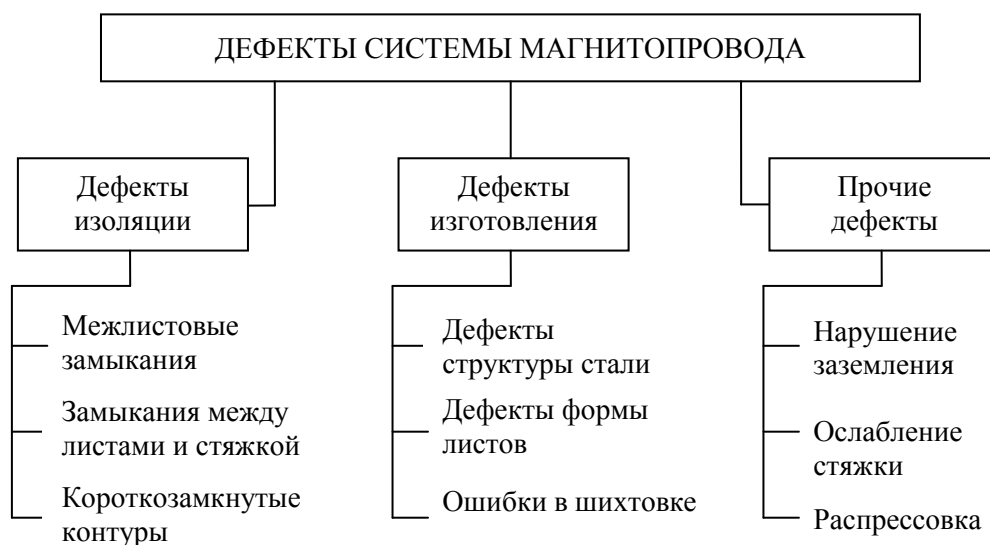 ДЕФЕКТЫ СИСТЕМЫ МАГНИТОПРОВОДА
Дефекты
изоляции
Межлистовые
замыкания
Замыкания между
листами и стяжкой
Короткозамкнутые
контуры
Дефекты
изготовления
Дефекты
структуры стали
Дефекты формы
листов
Ошибки в шихтовке
Прочие
дефекты
Нарушение
заземления
Ослабление
стяжки
Распрессовка